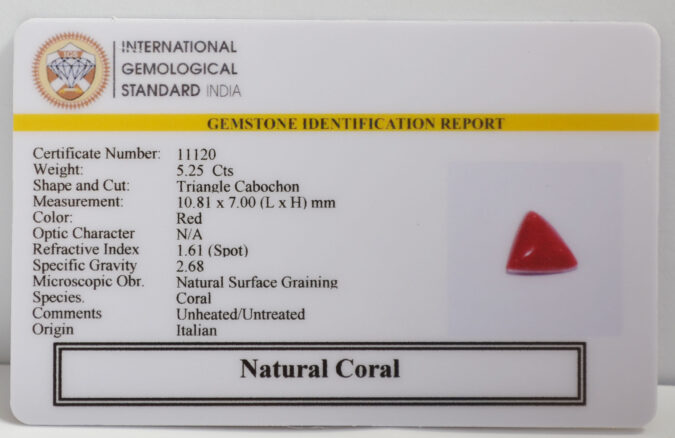 IGS
INTERNATIONAL
GEMOLOGICAL
STANDARD INDIA
GEMSTONE IDENTIFICATION REPORT
Certificate Number: 11120
Weight: 5.25 Cts
Shape and Cut: Triangle Cabochon
Measurement: 10.81 x 7.00 (L x H) mm
Color: Red
Optic Character N/A
Refractive Index 1.61 (Spot)
Specific Gravity 2.68
Microscopic Obr. Natural Surface Graining
Species. Coral
Comments Unheated/Untreated
Origin Italian
Natural Coral